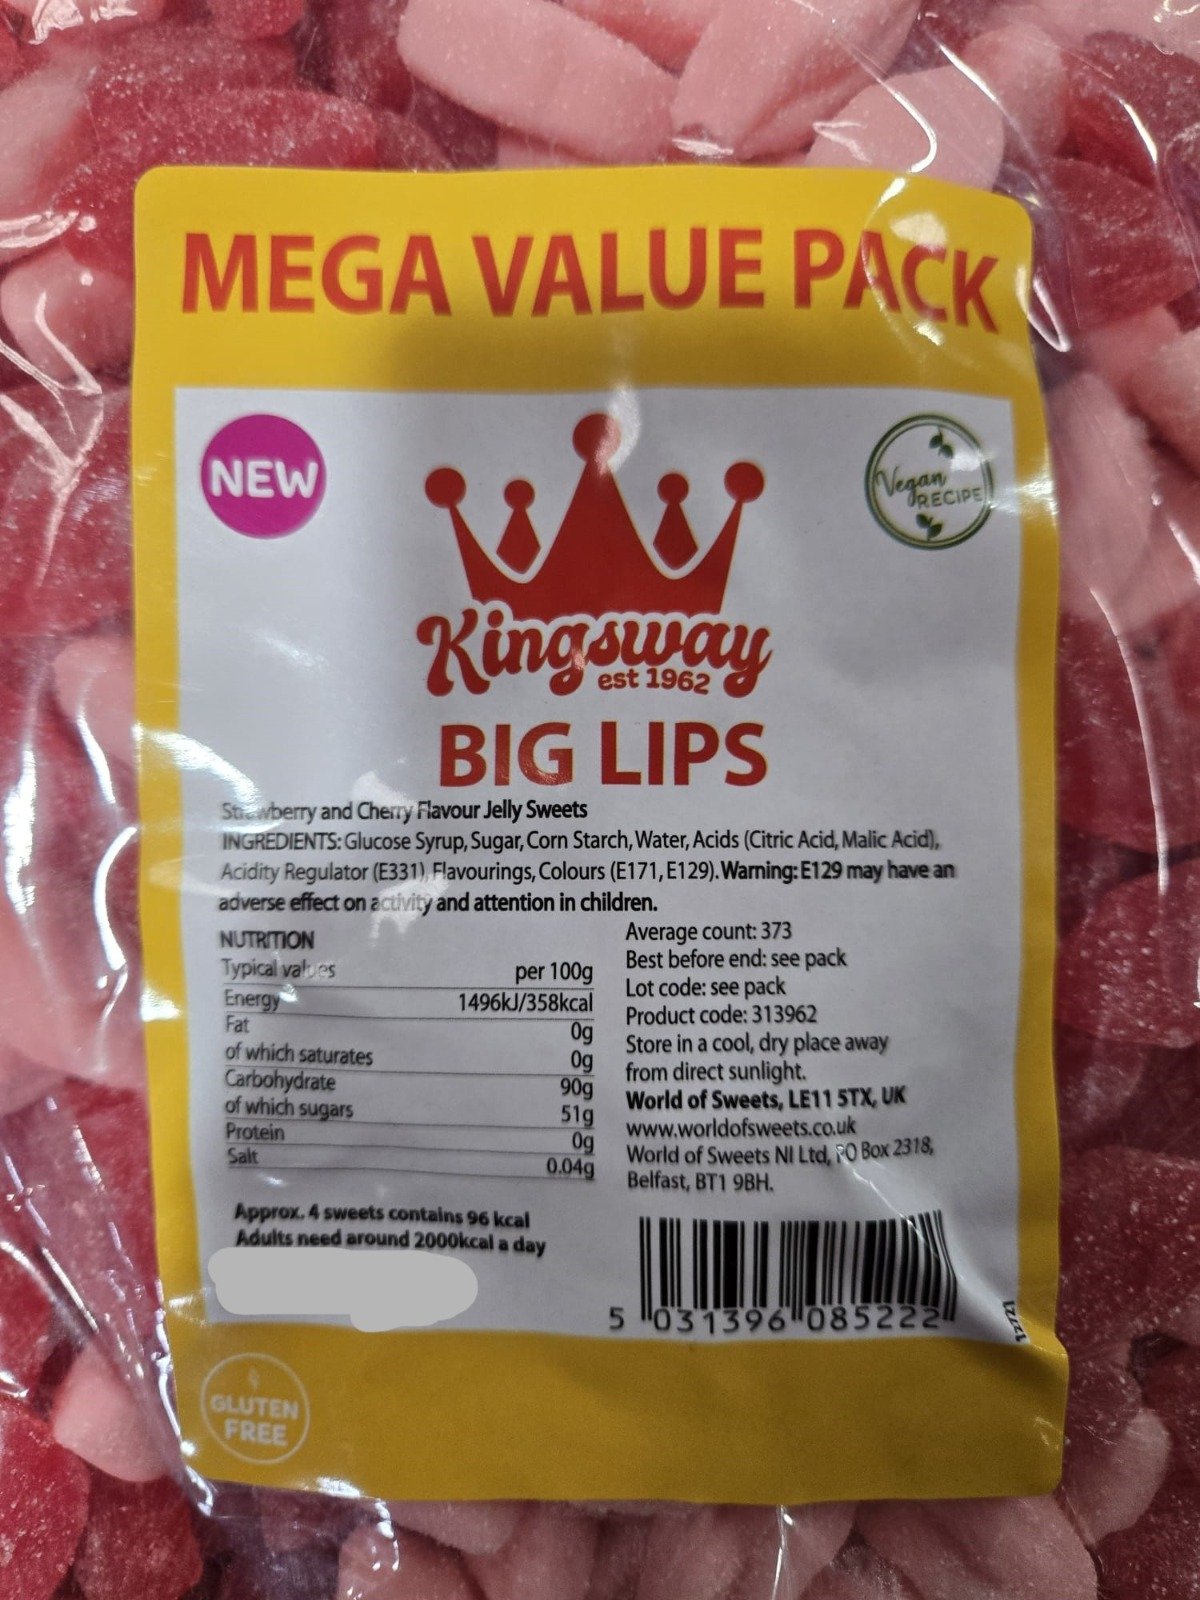 MEGA VALUE PACK
NEW
Vegan
RECIPE
Kingsway
est 1962
BIG LIPS
Strawberry and Cherry Flavour Jelly Sweets
INGREDIENTS: Glucose Syrup, Sugar, Corn Starch, Water, Acids (Citric Acid, Malic Acid),
Acidity Regulator (E331), Flavourings, Colours (E171, E129). Warning: E129 may have an
adverse effect on activity and attention in children.
NUTRITION
Typical values per 100g
Energy 1496kJ/358kcal
Fat 0g
of which saturates 0g
Carbohydrate 90g
of which sugars 51g
Protein 0g
Salt 0.04g
Approx. 4 sweets contains 96 kcal
Adults need around 2000kcal a day
Average count: 373
Best before end: see pack
Lot code: see pack
Product code: 313962
Store in a cool, dry place away
from direct sunlight.
World of Sweets, LE11 5TX, UK
www.worldofsweets.co.uk
World of Sweets NI Ltd, PO Box 2318,
Belfast, BT1 9BH.
5 031396 085222
12721
GLUTEN
FREE